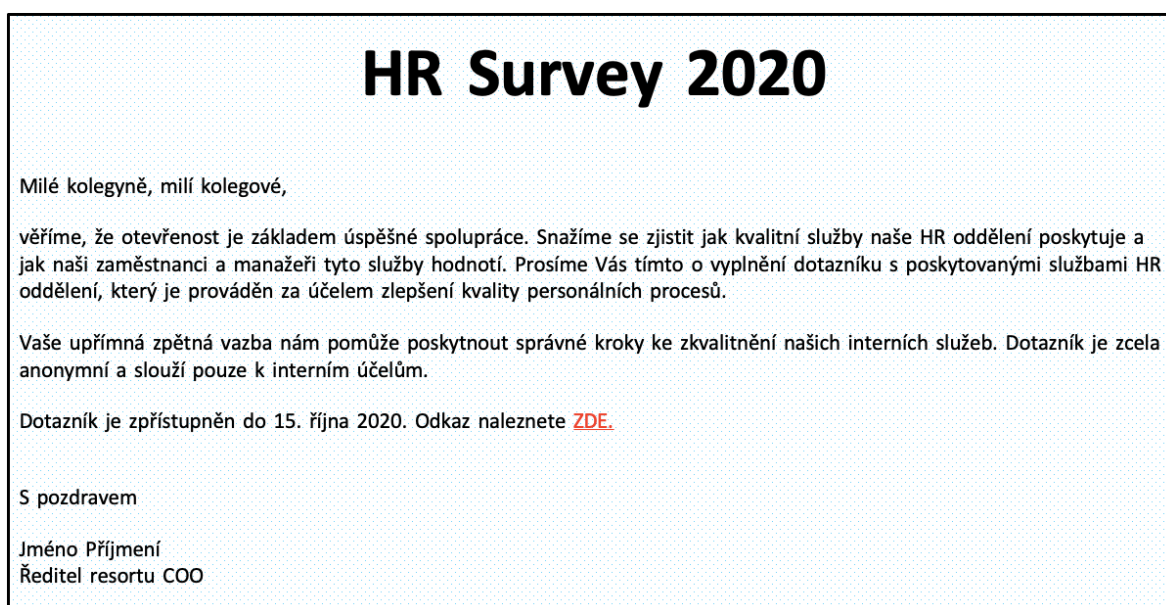 HR Survey 2020
Milé kolegyně, milí kolegové,
věříme, že otevřenost je základem úspěšné spolupráce. Snažíme se zjistit jak kvalitní služby naše HR oddělení poskytuje a
jak naši zaměstnanci a manažeři tyto služby hodnotí. Prosíme Vás tímto o vyplnění dotazníku s poskytovanými službami HR
oddělení, který je prováděn za účelem zlepšení kvality personálních procesů.
Vaše upřímná zpětná vazba nám pomůže poskytnout správné kroky ke zkvalitnění našich interních služeb. Dotazník je zcela
anonymní a slouží pouze k interním účelům.
Dotazník je zpřístupněn do 15. října 2020. Odkaz naleznete ZDE.
S pozdravem
Jméno Příjmení
Ředitel resortu COO